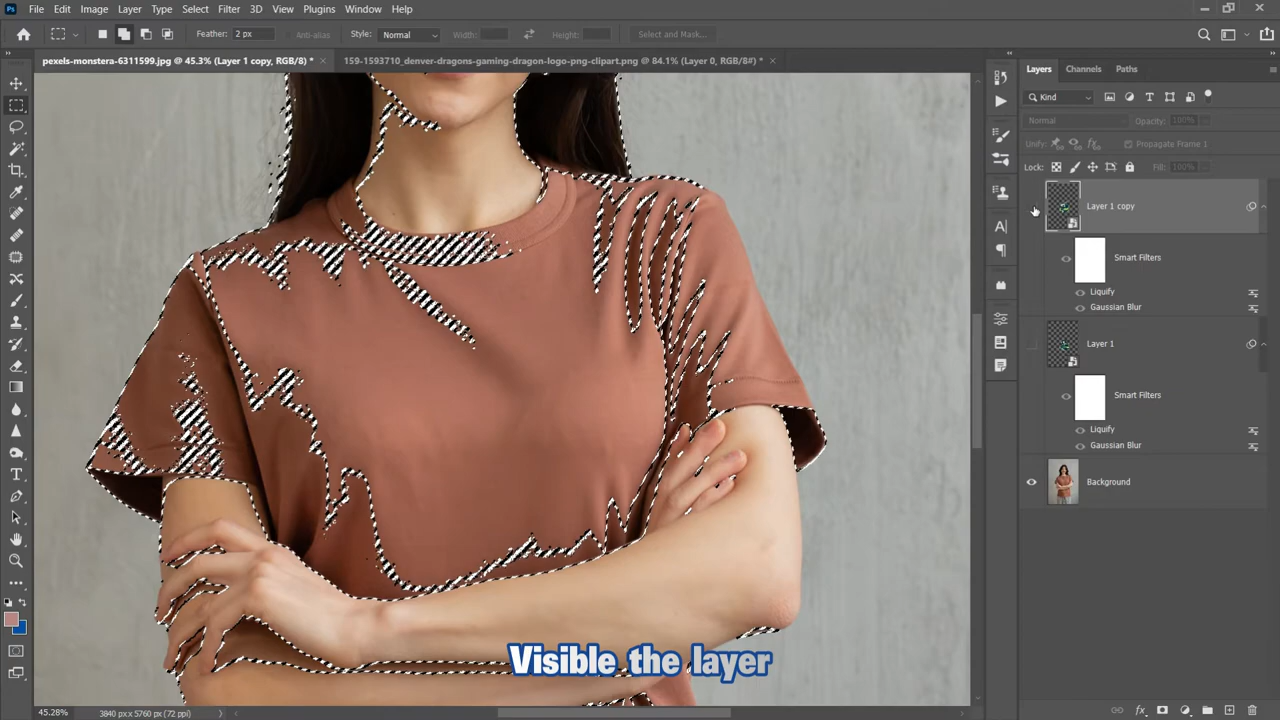 Ps File Edit Image Layer Type Select Filter 3D View Plugins Window Help
Feather: 2 px Anti-alias Style: Normal Width: Height: Select and Mask...
pexels-monstera-6311599.jpg @ 45.3% (Layer 1 copy, RGB/8) * × 159-1593710_denver-dragons-gaming-dragon-logo-png-clipart.png @ 84.1% (Layer 0, RGB/8#) * ×
Layers Channels Paths
Kind
Normal Opacity: 100%
Unify: Propagate Frame 1
Lock: Fill: 100%
Layer 1 copy
Smart Filters
Liquify
Gaussian Blur
Layer 1
Smart Filters
Liquify
Gaussian Blur
Background
Visible the layer
45.28% 3840 px x 5760 px (72 ppi)